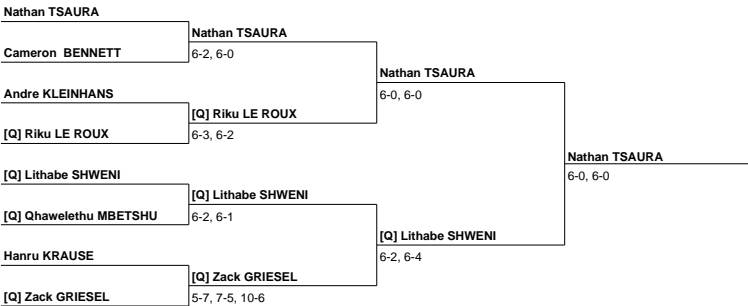 Nathan TSAURA
Cameron BENNETT
Andre KLEINHANS
[Q] Riku LE ROUX
[Q] Lithabe SHWENI
[Q] Qhawelethu MBETSHU
Hanru KRAUSE
[Q] Zack GRIESEL
Nathan TSAURA
6-2, 6-0
[Q] Riku LE ROUX
6-3, 6-2
[Q] Lithabe SHWENI
6-2, 6-1
[Q] Zack GRIESEL
5-7, 7-5, 10-6
Nathan TSAURA
6-0, 6-0
[Q] Lithabe SHWENI
6-2, 6-4
Nathan TSAURA
6-0, 6-0